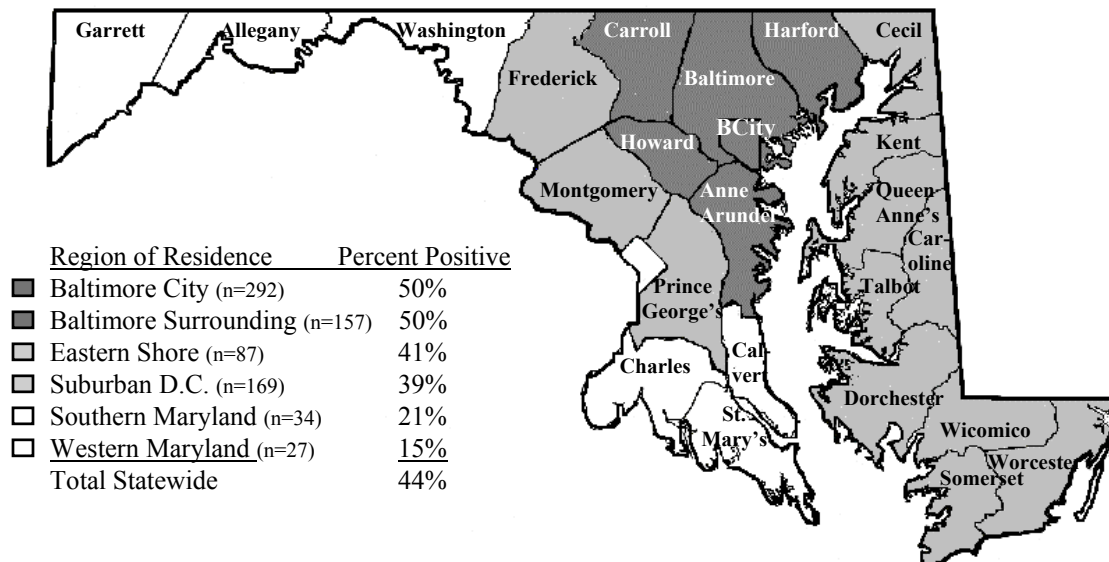 Garrett
Allegany
Washington
Frederick
Carroll
Baltimore
Harford
Cecil
BCity
Howard
Kent
Montgomery
Anne
Arundel
Queen
Anne's
Car-
oline
Talbot
Prince
George's
Charles
Cal-
vert
St.
Mary's
Dorchester
Wicomico
Worcester
Somerset
Region of Residence Percent Positive
Baltimore City (n=292) 50%
Baltimore Surrounding (n=157) 50%
Eastern Shore (n=87) 41%
Suburban D.C. (n=169) 39%
Southern Maryland (n=34) 21%
Western Maryland (n=27) 15%
Total Statewide 44%